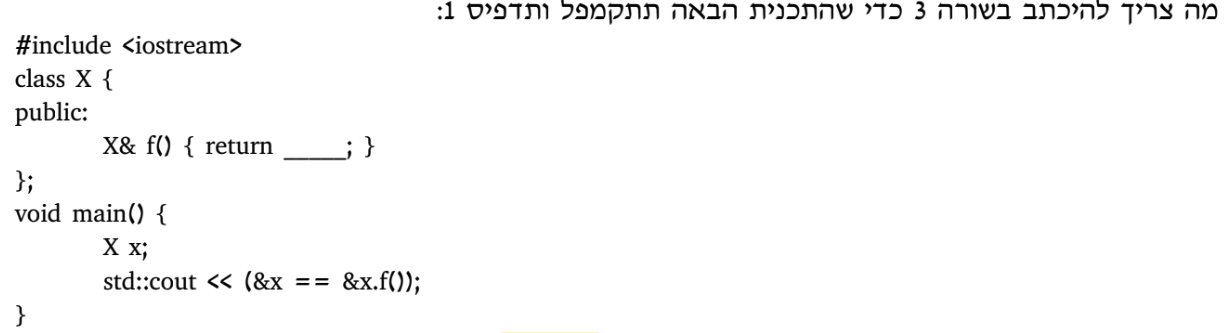 מה צריך להיכתב בשורה 3 כדי שהתכנית הבאה תתקמפל ותדפיס 1:
#include <iostream>
class X {
public:
X& f() { return _____; }
};
void main() {
X x;
std::cout << (&x == &x.f());
}